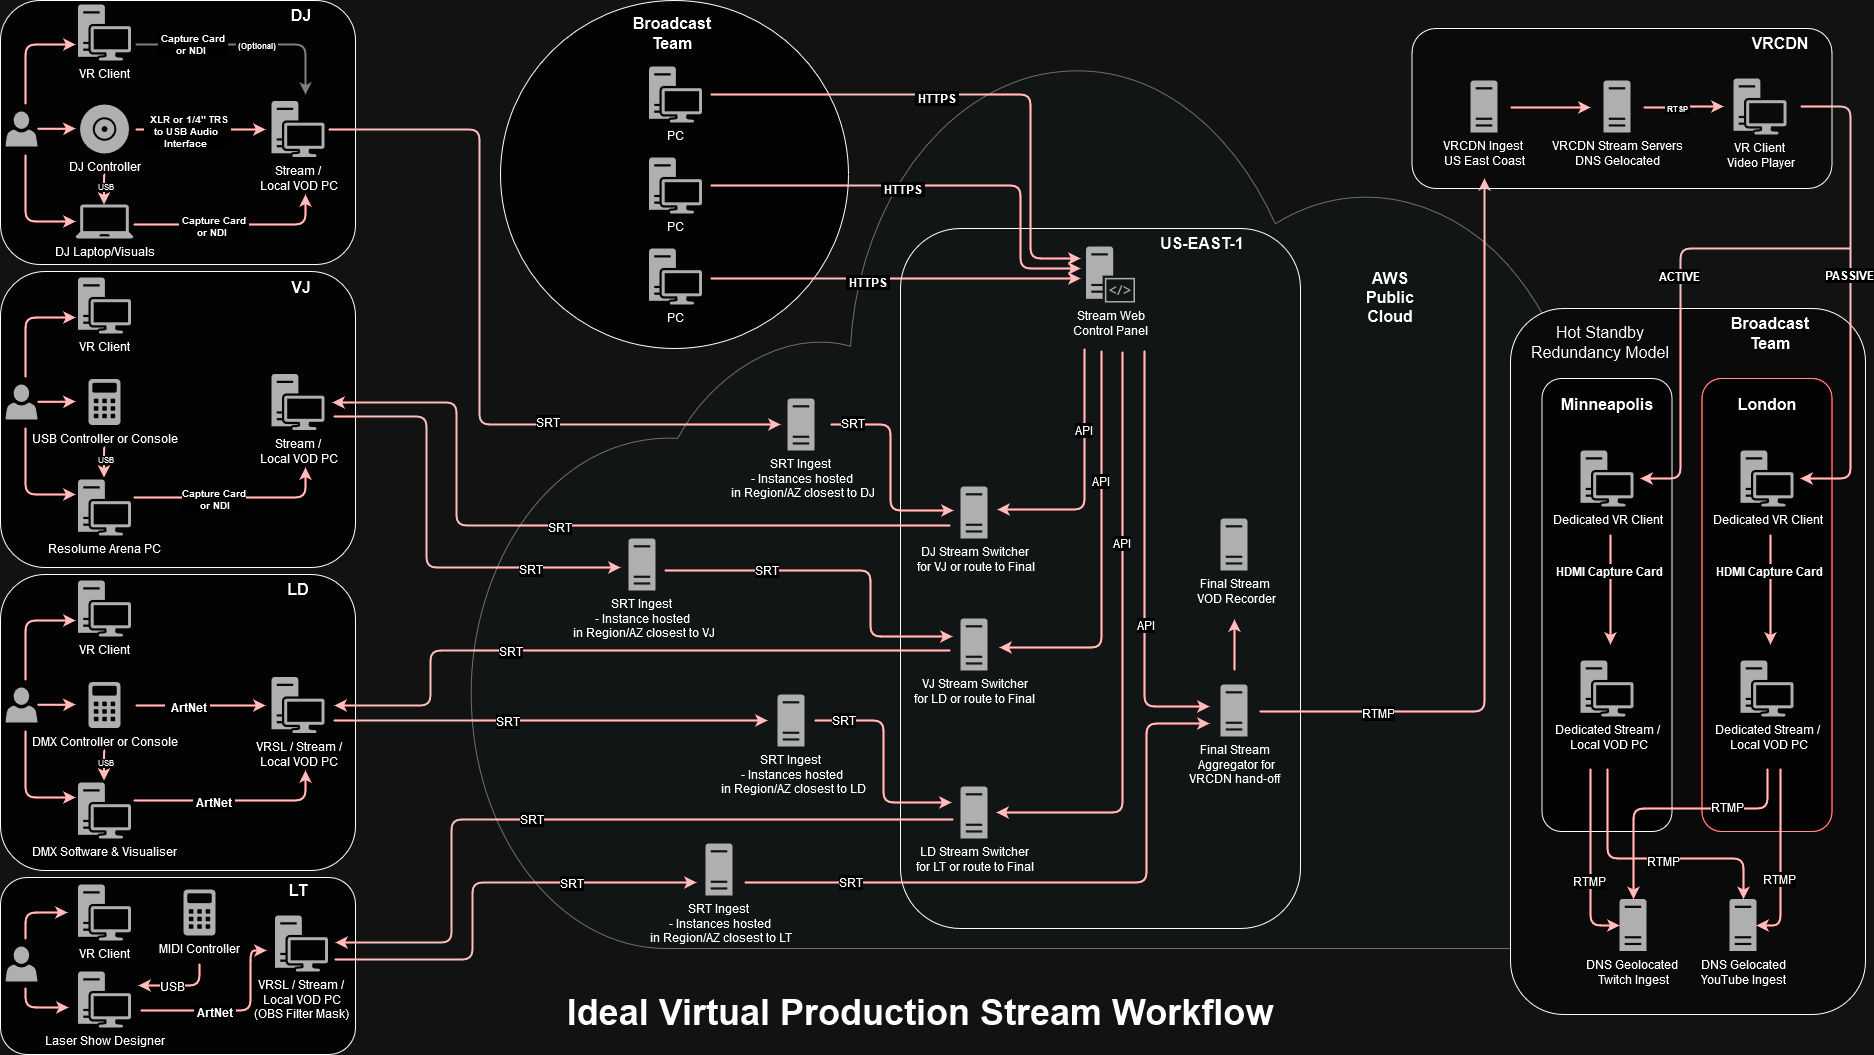 DJ
VR Client
Capture Card
or NDI
(Optional)
DJ Controller
XLR or 1/4" TRS
to USB Audio
Interface
Stream /
Local VOD PC
USB
Capture Card
or NDI
DJ Laptop/Visuals
VJ
VR Client
USB Controller or Console
Stream /
Local VOD PC
USB
Capture Card
or NDI
Resolume Arena PC
LD
VR Client
ArtNet
DMX Controller or Console
VRSL / Stream /
Local VOD PC
USB
ArtNet
DMX Software & Visualiser
LT
VR Client
MIDI Controller
USB
ArtNet
VRSL / Stream /
Local VOD PC
(OBS Filter Mask)
Laser Show Designer
Broadcast
Team
PC
PC
PC
HTTPS
HTTPS
HTTPS
US-EAST-1
Stream Web
Control Panel
AWS
Public
Cloud
API
API
API
API
SRT
SRT Ingest
- Instances hosted
in Region/AZ closest to DJ
SRT
DJ Stream Switcher
for VJ or route to Final
SRT
SRT
SRT Ingest
- Instance hosted
in Region/AZ closest to VJ
SRT
VJ Stream Switcher
for LD or route to Final
SRT
SRT
SRT Ingest
- Instances hosted
in Region/AZ closest to LD
SRT
LD Stream Switcher
for LT or route to Final
SRT
SRT
SRT Ingest
- Instances hosted
in Region/AZ closest to LT
SRT
Final Stream
VOD Recorder
Final Stream
Aggregator for
VRCDN hand-off
RTMP
VRCDN
VRCDN Ingest
US East Coast
VRCDN Stream Servers
DNS Gelocated
RTSP
VR Client
Video Player
ACTIVE
PASSIVE
Hot Standby
Redundancy Model
Broadcast
Team
Minneapolis
Dedicated VR Client
HDMI Capture Card
Dedicated Stream /
Local VOD PC
London
Dedicated VR Client
HDMI Capture Card
Dedicated Stream /
Local VOD PC
RTMP
RTMP
RTMP
RTMP
DNS Geolocated
Twitch Ingest
DNS Gelocated
YouTube Ingest
Ideal Virtual Production Stream Workflow